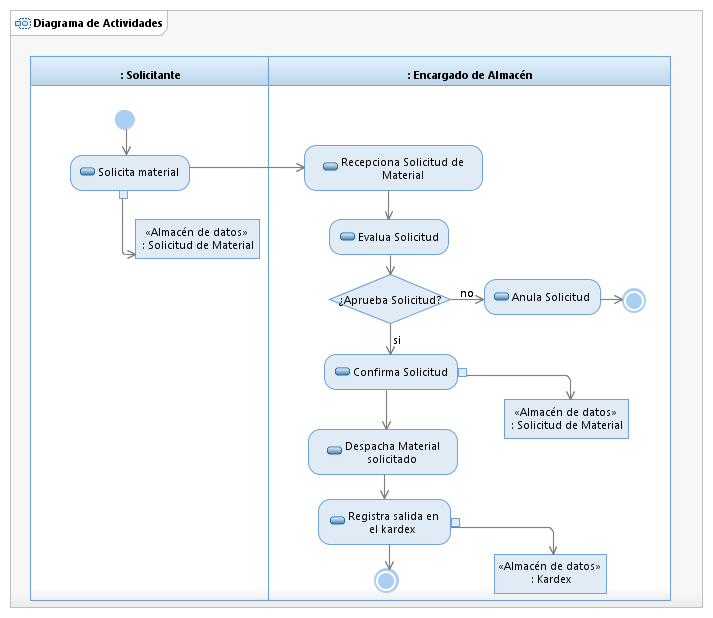 Diagrama de Actividades
: Solicitante
: Encargado de Almacén
Solicita material
Recepciona Solicitud de
Material
«Almacén de datos»
: Solicitud de Material
Evalua Solicitud
¿Aprueba Solicitud?
no
Anula Solicitud
si
Confirma Solicitud
«Almacén de datos»
: Solicitud de Material
Despacha Material
solicitado
Registra salida en
el kardex
«Almacén de datos»
: Kardex